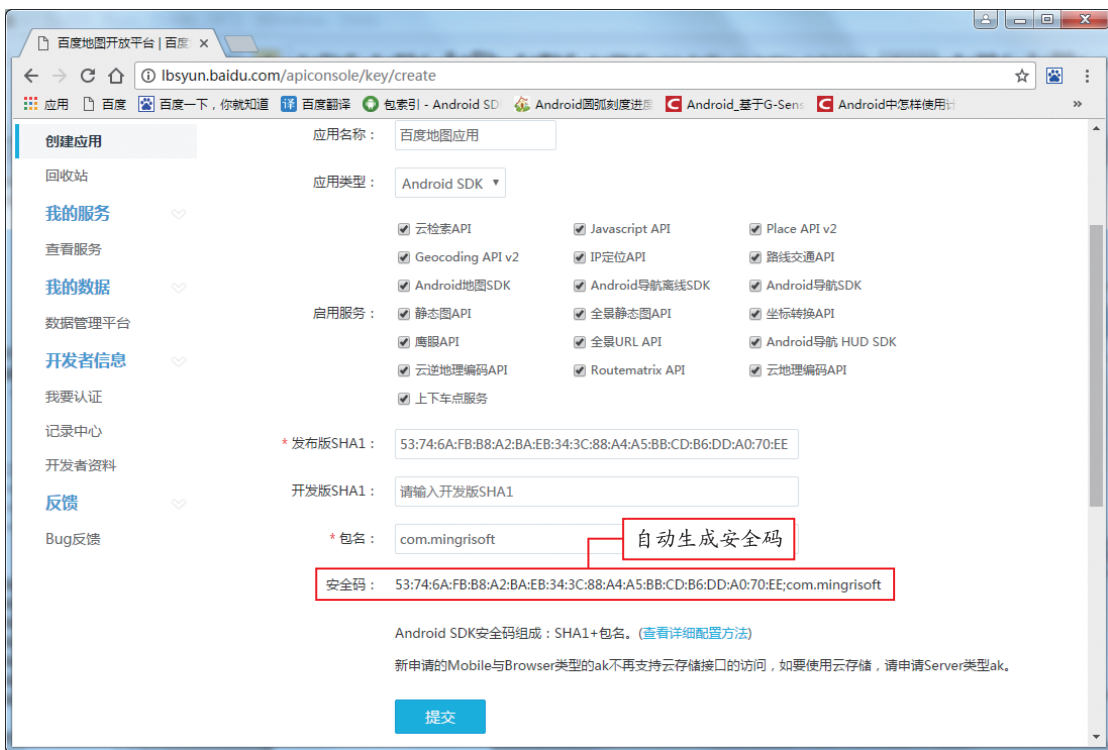 百度地图开放平台 | 百度
lbsyun.baidu.com/apiconsole/key/create
应用 百度 百度一下，你就知道 百度翻译 包索引 - Android SD Android圆弧刻度进度 Android_基于G-Sens Android中怎样使用计 »
创建应用
回收站
我的服务
查看服务
我的数据
数据管理平台
开发者信息
我要认证
记录中心
开发者资料
反馈
Bug反馈
应用名称： 百度地图应用
应用类型： Android SDK
启用服务：
云检索API Javascript API Place API v2
Geocoding API v2 IP定位API 路线交通API
Android地图SDK Android导航离线SDK Android导航SDK
静态图API 全景静态图API 坐标转换API
鹰眼API 全景URL API Android导航 HUD SDK
云逆地理编码API Routematrix API 云地理编码API
上下车点服务
* 发布版SHA1： 53:74:6A:FB:B8:A2:BA:EB:34:3C:88:A4:A5:BB:CD:B6:DD:A0:70:EE
开发版SHA1： 请输入开发版SHA1
* 包名： com.mingrisoft
自动生成安全码
安全码： 53:74:6A:FB:B8:A2:BA:EB:34:3C:88:A4:A5:BB:CD:B6:DD:A0:70:EE;com.mingrisoft
Android SDK安全码组成：SHA1+包名。(查看详细配置方法)
新申请的Mobile与Browser类型的ak不再支持云存储接口的访问，如要使用云存储，请申请Server类型ak。
提交